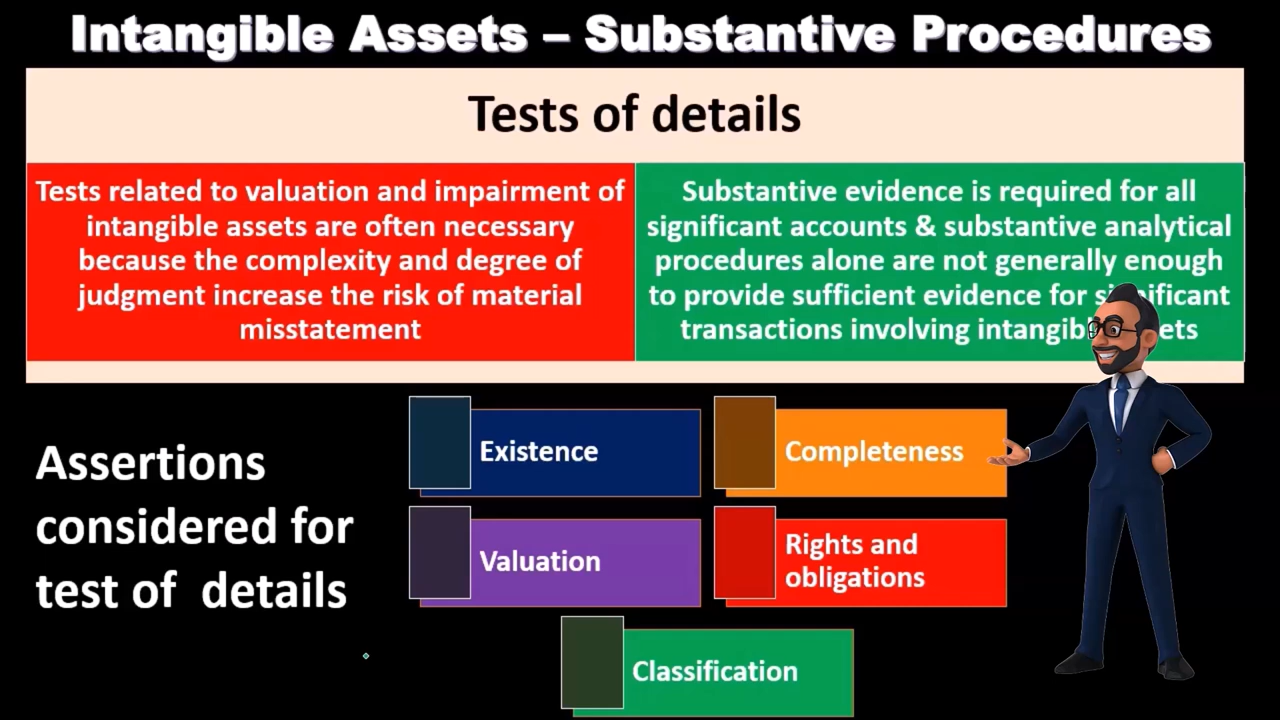 Intangible Assets – Substantive Procedures
Tests of details
Tests related to valuation and impairment of
intangible assets are often necessary
because the complexity and degree of
judgment increase the risk of material
misstatement
Substantive evidence is required for all
significant accounts & substantive analytical
procedures alone are not generally enough
to provide sufficient evidence for significant
transactions involving intangible assets
Assertions
considered for
test of details
Existence
Completeness
Valuation
Rights and
obligations
Classification